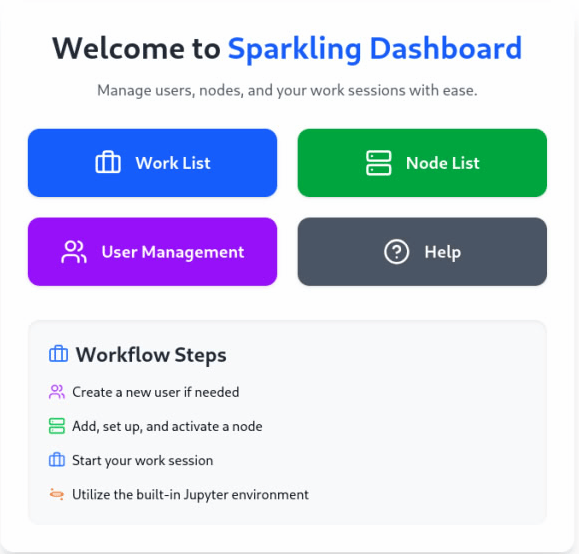 Welcome to Sparkling Dashboard
Manage users, nodes, and your work sessions with ease.
Work List
Node List
User Management
Help
Workflow Steps
Create a new user if needed
Add, set up, and activate a node
Start your work session
Utilize the built-in Jupyter environment